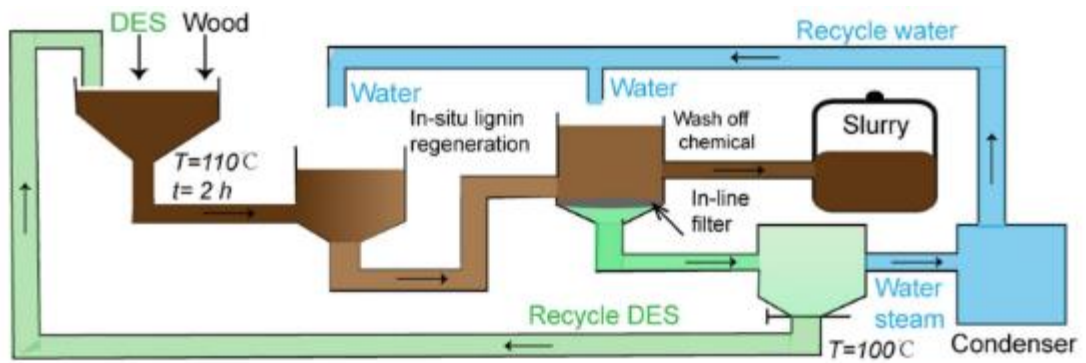 DES Wood
Recycle water
Water
Water
In-situ lignin
regeneration
Wash off
chemical
Slurry
T=110℃
t= 2 h
In-line
filter
Recycle DES
Water
steam
T=100℃
Condenser